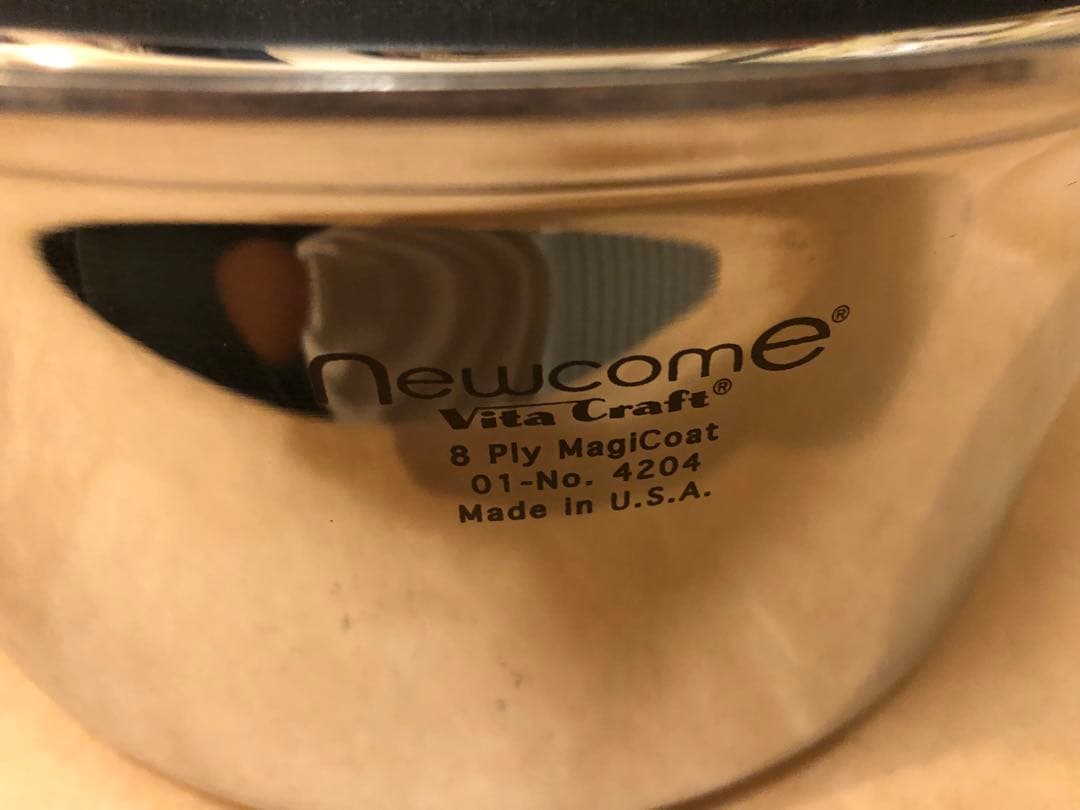 newcome®
Vita Craft®
8 Ply MagiCoat
01-No. 4204
Made in U.S.A.